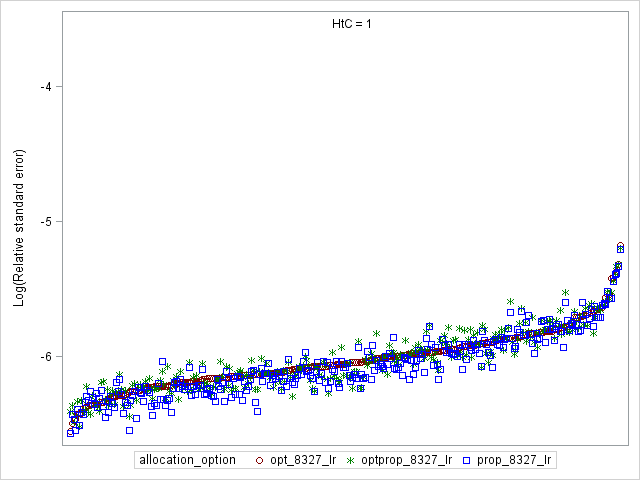 HtC = 1
-4
-5
-6
Log(Relative standard error)
allocation_option opt_8327_lr optprop_8327_lr prop_8327_lr